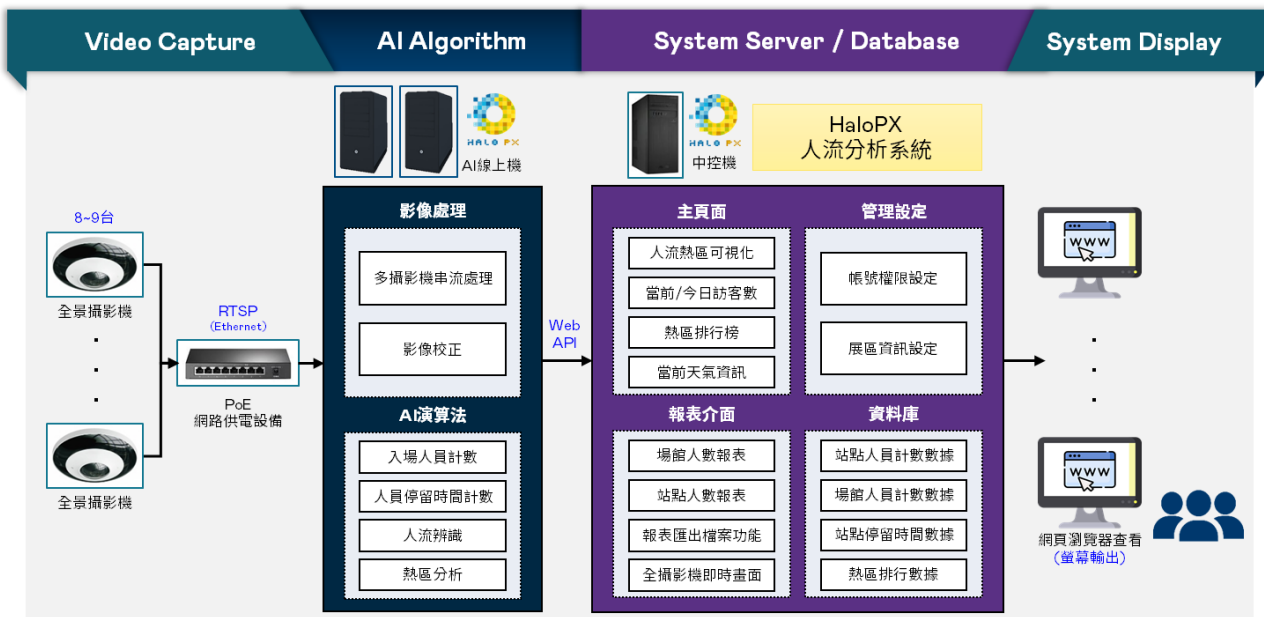 Video Capture
AI Algorithm
System Server / Database
System Display
8~9台
全景攝影機
全景攝影機
RTSP
(Ethernet)
PoE
網路供電設備
HALO PX
AI線上機
影像處理
多攝影機串流處理
影像校正
AI演算法
入場人員計數
人員停留時間計數
人流辨識
熱區分析
Web
API
HALO PX
中控機
HaloPX
人流分析系統
主頁面
人流熱區可視化
當前/今日訪客數
熱區排行榜
當前天氣資訊
管理設定
帳號權限設定
展區資訊設定
報表介面
場館人數報表
站點人數報表
報表匯出檔案功能
全攝影機即時畫面
資料庫
站點人員計數數據
場館人員計數數據
站點停留時間數據
熱區排行數據
WWW
WWW
網頁瀏覽器查看
(螢幕輸出)